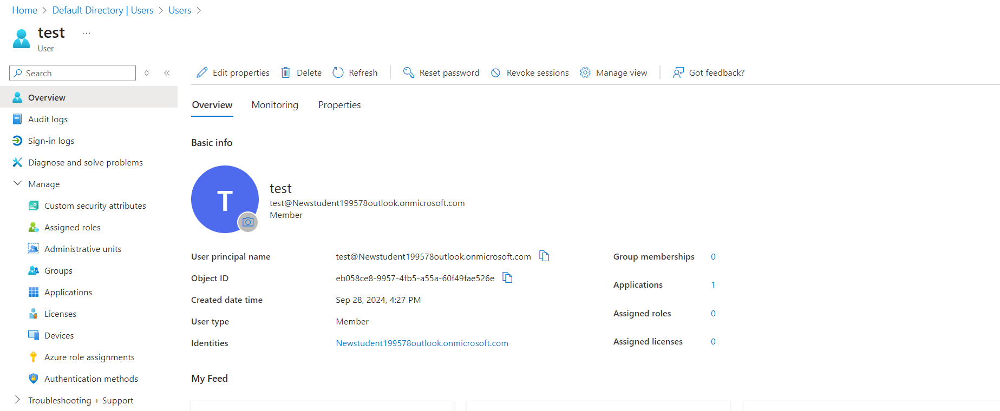 Home > Default Directory | Users > Users >
test ...
User
Search
Edit properties Delete Refresh Reset password Revoke sessions Manage view Got feedback?
Overview
Audit logs
Sign-in logs
Diagnose and solve problems
Manage
Custom security attributes
Assigned roles
Administrative units
Groups
Applications
Licenses
Devices
Azure role assignments
Authentication methods
Troubleshooting + Support
Overview Monitoring Properties
Basic info
T
test
test@Newstudent199578outlook.onmicrosoft.com
Member
User principal name test@Newstudent199578outlook.onmicrosoft.com
Object ID eb058ce8-9957-4fb5-a55a-60f49fae526e
Created date time Sep 28, 2024, 4:27 PM
User type Member
Identities Newstudent199578outlook.onmicrosoft.com
Group memberships 0
Applications 1
Assigned roles 0
Assigned licenses 0
My Feed